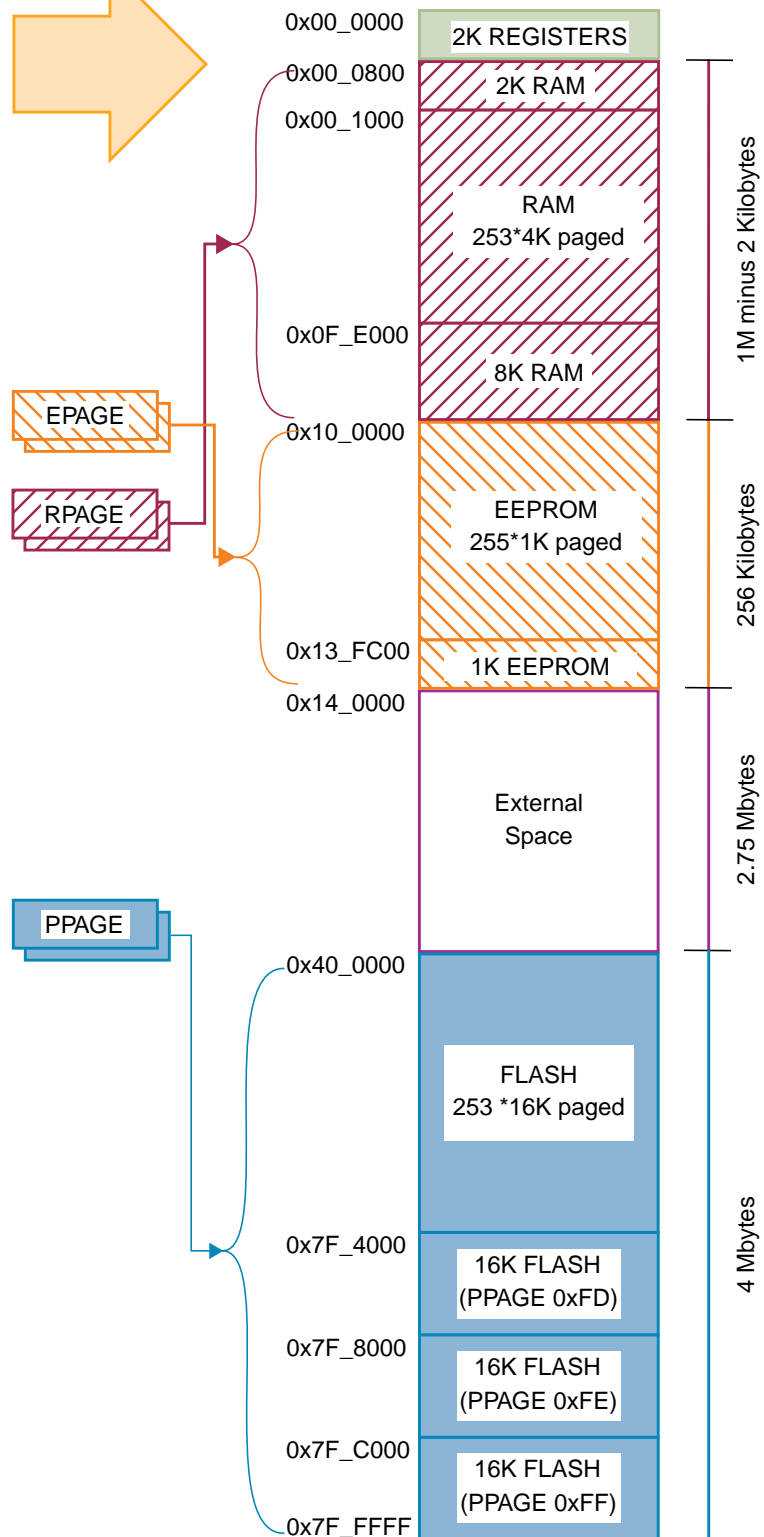 0x00_0000
2K REGISTERS
0x00_0800
2K RAM
0x00_1000
RAM
253*4K paged
1M minus 2 Kilobytes
0x0F_E000
8K RAM
EPAGE
0x10_0000
RPAGE
EEPROM
255*1K paged
256 Kilobytes
0x13_FC00
1K EEPROM
0x14_0000
External
Space
2.75 Mbytes
PPAGE
0x40_0000
FLASH
253 *16K paged
4 Mbytes
0x7F_4000
16K FLASH
(PPAGE 0xFD)
0x7F_8000
16K FLASH
(PPAGE 0xFE)
0x7F_C000
16K FLASH
(PPAGE 0xFF)
0x7F_FFFF